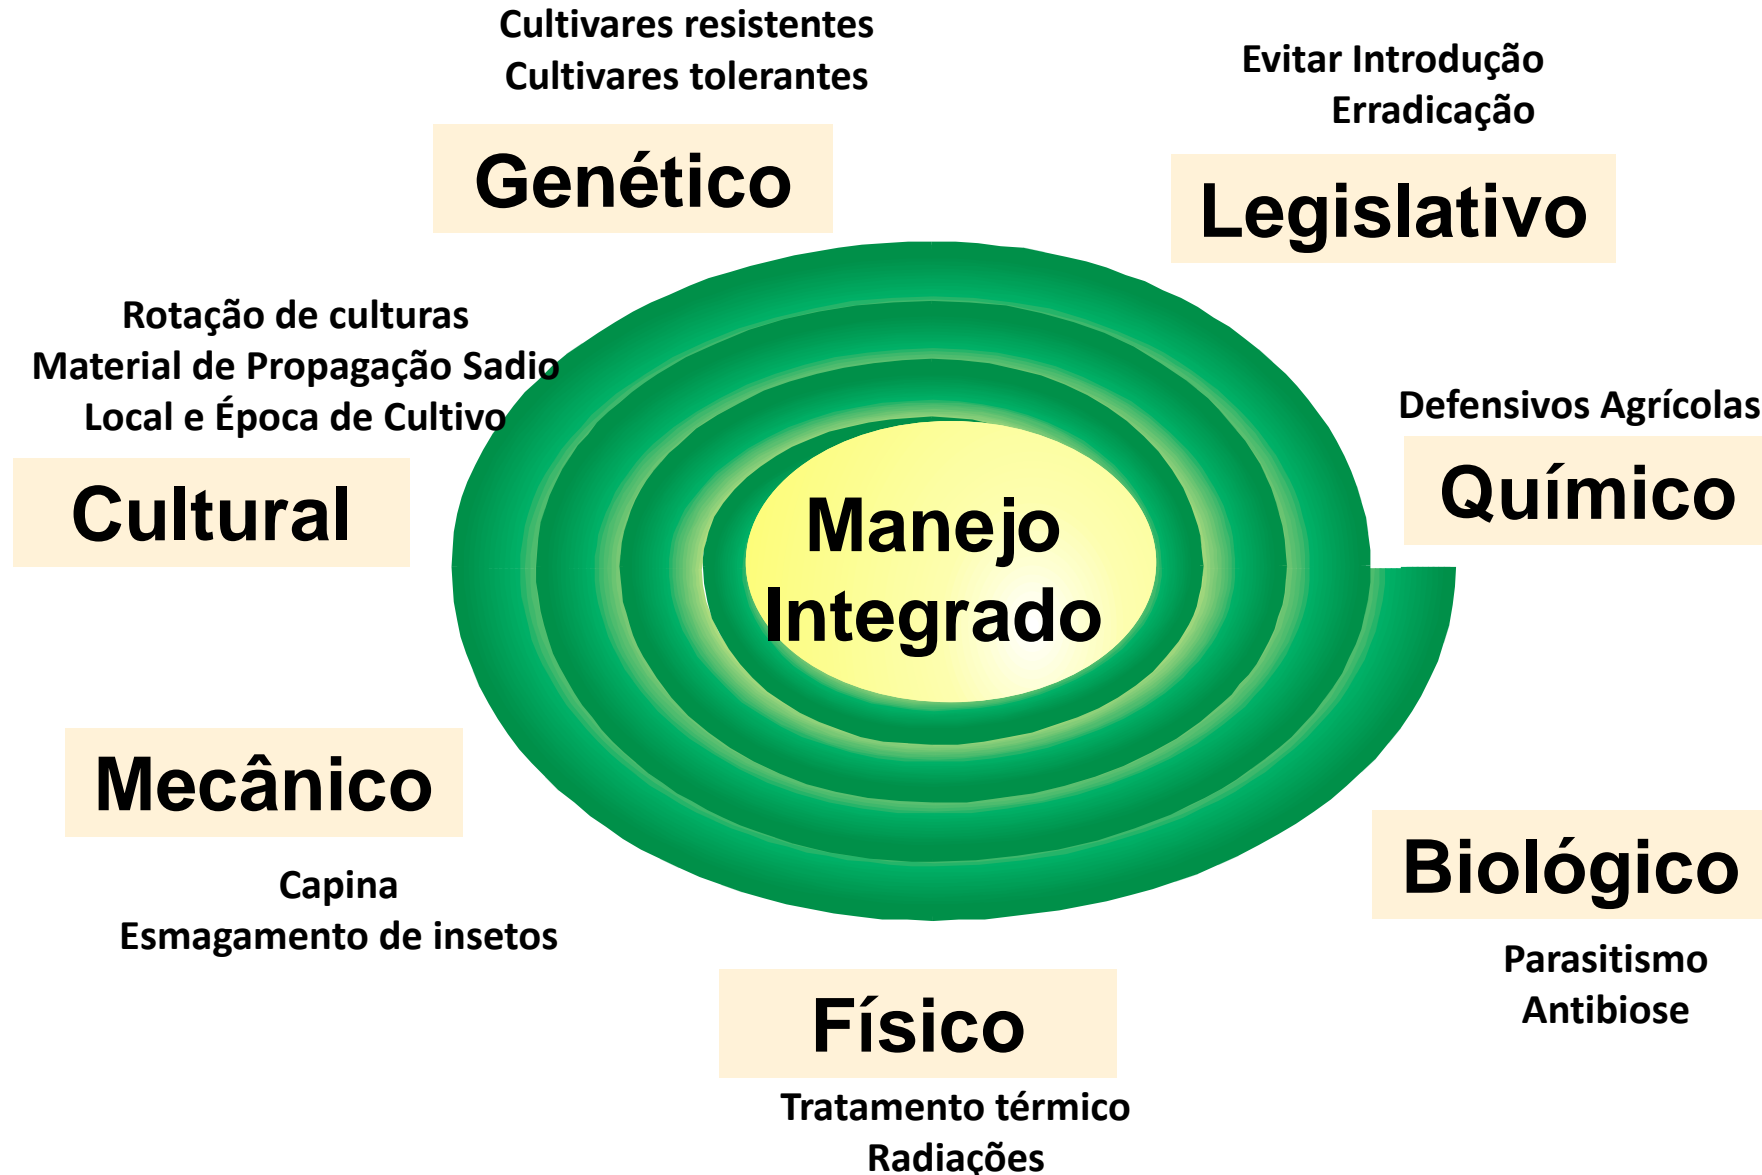 Cultivares resistentes
Cultivares tolerantes
Genético
Evitar Introdução
Erradicação
Legislativo
Rotação de culturas
Material de Propagação Sadio
Local e Época de Cultivo
Cultural
Defensivos Agrícolas
Químico
Manejo
Integrado
Mecânico
Capina
Esmagamento de insetos
Biológico
Parasitismo
Antibiose
Físico
Tratamento térmico
Radiações